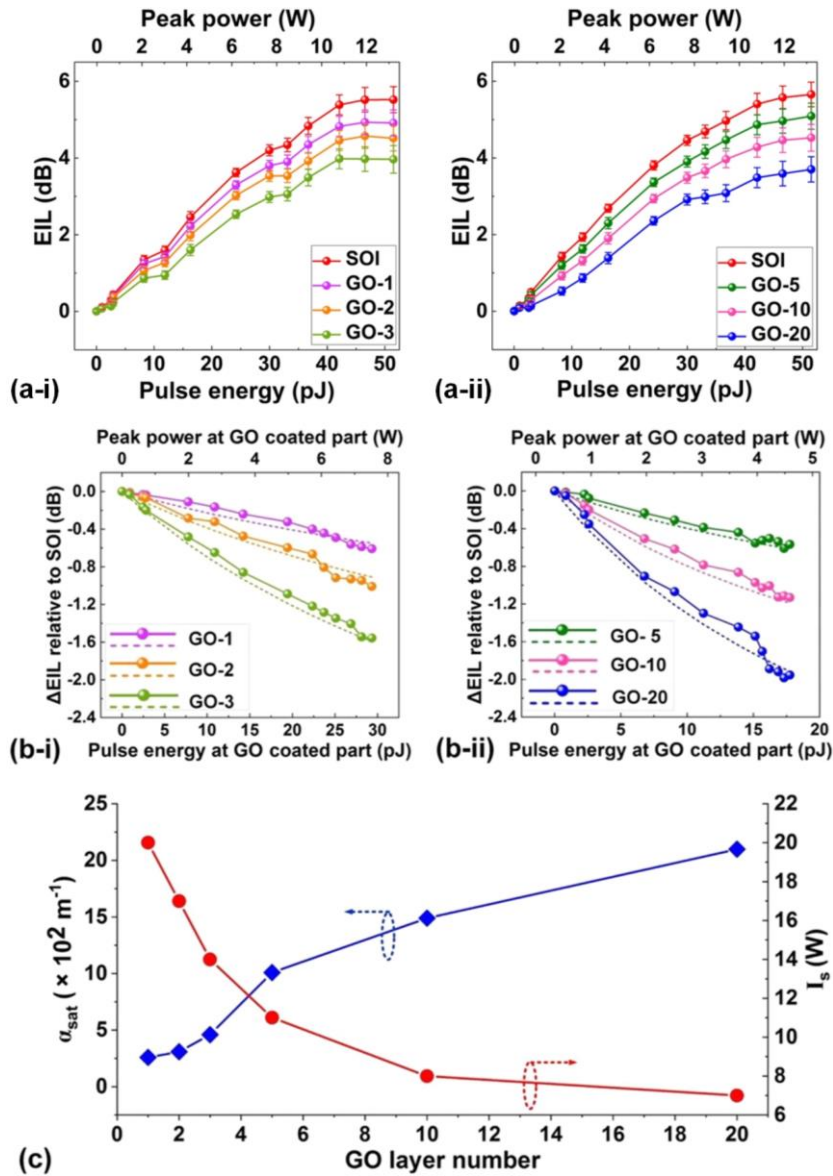 Peak power (W)
0 2 4 6 8 10 12
6
4
2
0
EIL (dB)
SOI
GO-1
GO-2
GO-3
0 10 20 30 40 50
(a-i)
Pulse energy (pJ)
Peak power (W)
0 2 4 6 8 10 12
6
4
2
0
EIL (dB)
SOI
GO-5
GO-10
GO-20
0 10 20 30 40 50
(a-ii)
Pulse energy (pJ)
Peak power at GO coated part (W)
0 2 4 6 8
0.0
-0.4
-0.8
-1.2
-1.6
-2.0
-2.4
ΔEIL relative to SOI (dB)
GO-1
GO-2
GO-3
0 5 10 15 20 25 30
(b-i)
Pulse energy at GO coated part (pJ)
Peak power at GO coated part (W)
0 1 2 3 4 5
0.0
-0.4
-0.8
-1.2
-1.6
-2.0
-2.4
ΔEIL relative to SOI (dB)
GO- 5
GO-10
GO-20
0 5 10 15 20
(b-ii)
Pulse energy at GO coated part (pJ)
25
20
15
10
5
0
αsat ( × 10² m⁻¹)
22
20
18
16
14
12
10
8
6
Is (W)
0 2 4 6 8 10 12 14 16 18 20
(c)
GO layer number